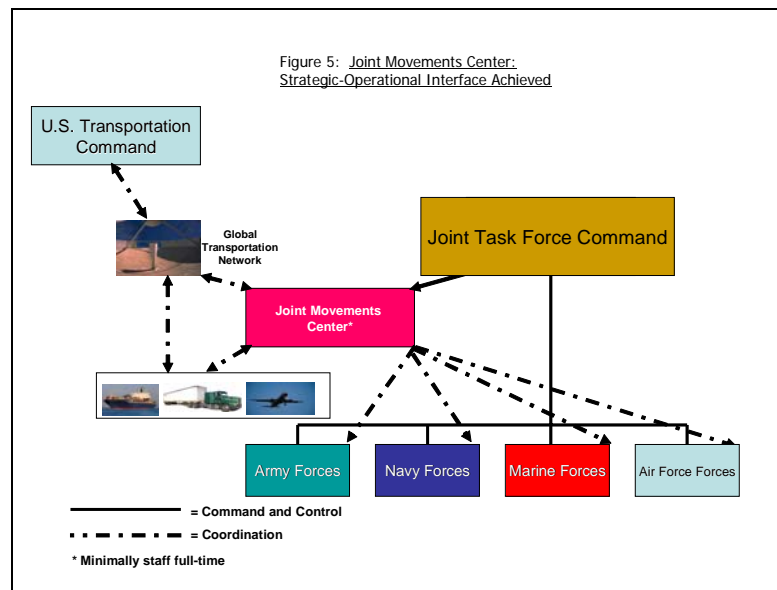 Figure 5: Joint Movements Center:
Strategic-Operational Interface Achieved
U.S. Transportation
Command
Global
Transportation
Network
Joint Task Force Command
Joint Movements
Center*
Army Forces
Navy Forces
Marine Forces
Air Force Forces
= Command and Control
= Coordination
* Minimally staff full-time